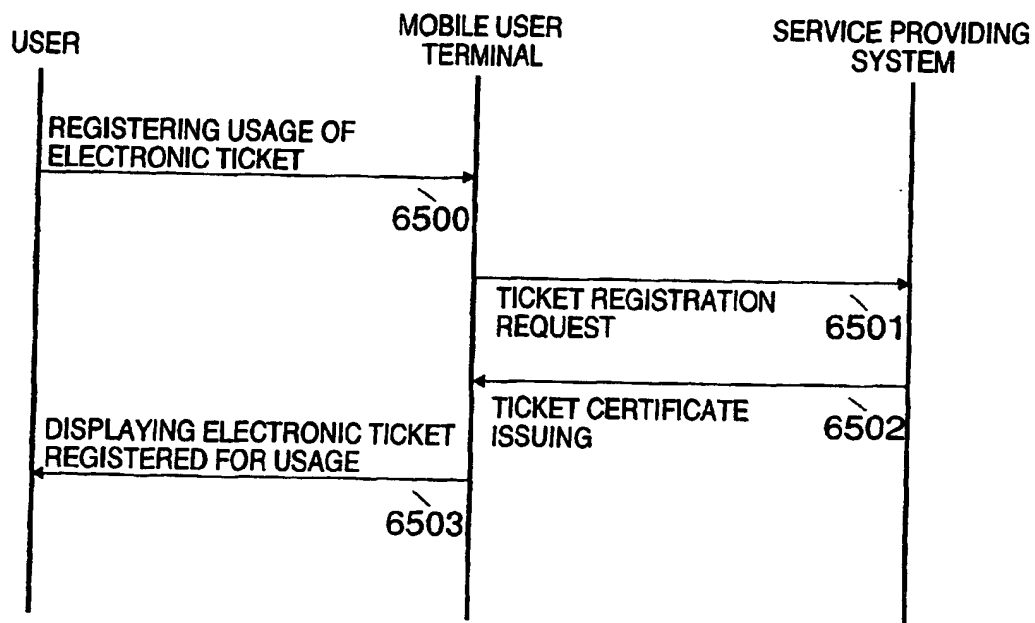 USER
MOBILE USER
TERMINAL
SERVICE PROVIDING
SYSTEM
REGISTERING USAGE OF
ELECTRONIC TICKET
6500
TICKET REGISTRATION
REQUEST
6501
TICKET CERTIFICATE
ISSUING
6502
DISPLAYING ELECTRONIC TICKET
REGISTERED FOR USAGE
6503